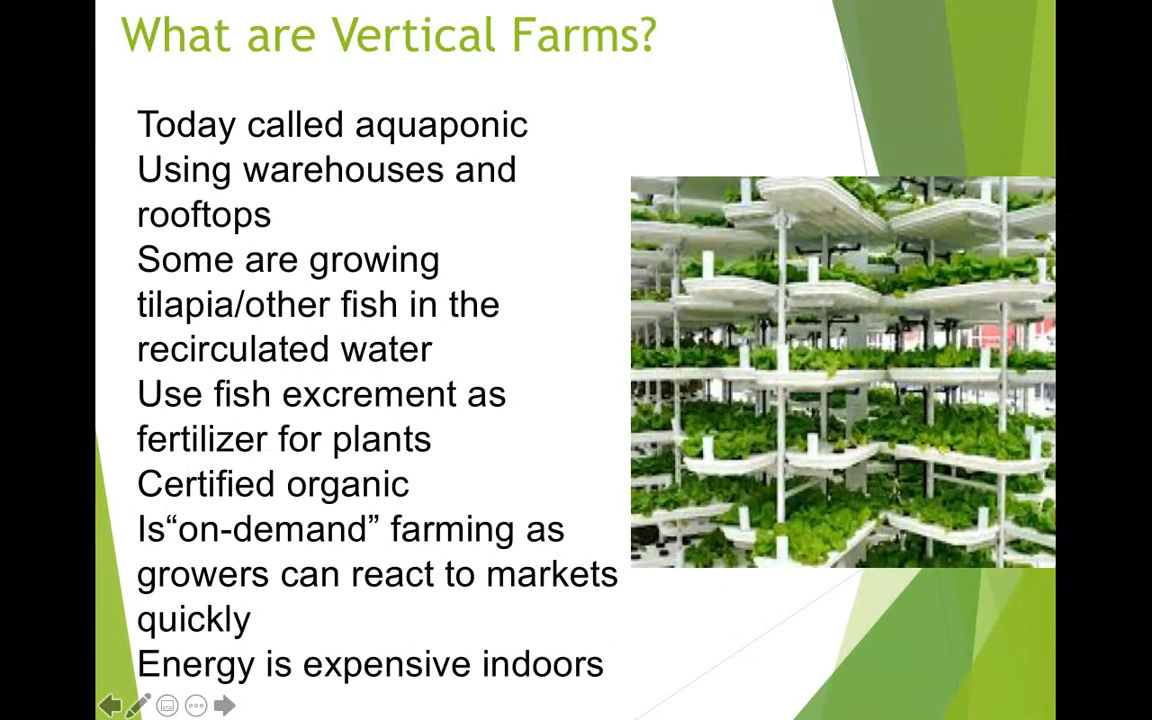 What are Vertical Farms?
Today called aquaponic
Using warehouses and
rooftops
Some are growing
tilapia/other fish in the
recirculated water
Use fish excrement as
fertilizer for plants
Certified organic
Is“on-demand” farming as
growers can react to markets
quickly
Energy is expensive indoors